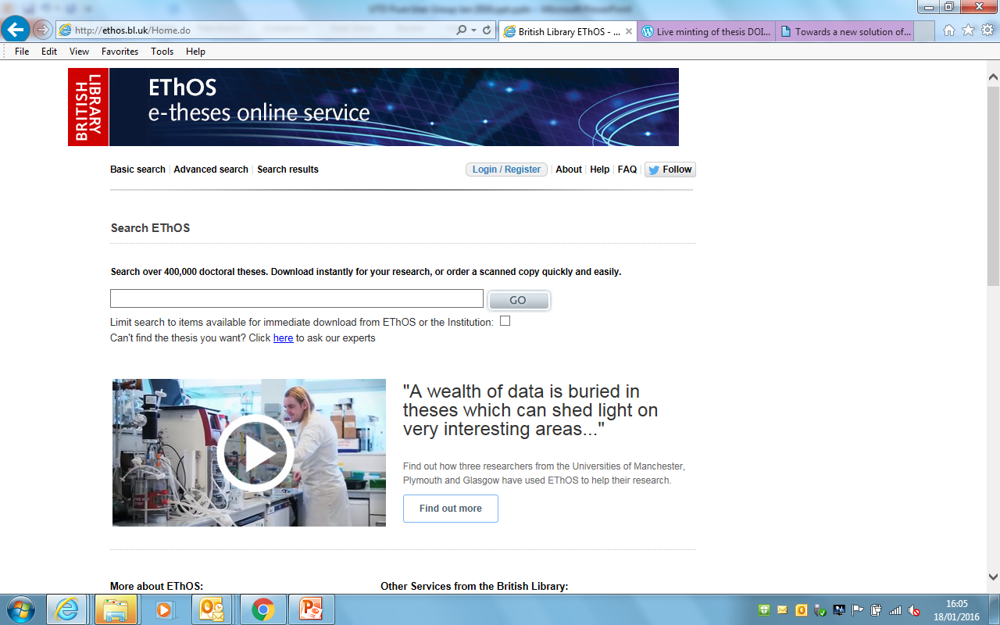 http://ethos.bl.uk/Home.do
British Library EThOS - ...
Live minting of thesis DOI...
Towards a new solution of...
File Edit View Favorites Tools Help
BRITISH
LIBRARY
EThOS
e-theses online service
Basic search | Advanced search | Search results
Login / Register | About | Help | FAQ | Follow
Search EThOS
Search over 400,000 doctoral theses. Download instantly for your research, or order a scanned copy quickly and easily.
GO
Limit search to items available for immediate download from EThOS or the Institution:
Can't find the thesis you want? Click here to ask our experts
"A wealth of data is buried in
theses which can shed light on
very interesting areas..."
Find out how three researchers from the Universities of Manchester,
Plymouth and Glasgow have used EThOS to help their research.
Find out more
More about EThOS:
Other Services from the British Library:
16:05
18/01/2016